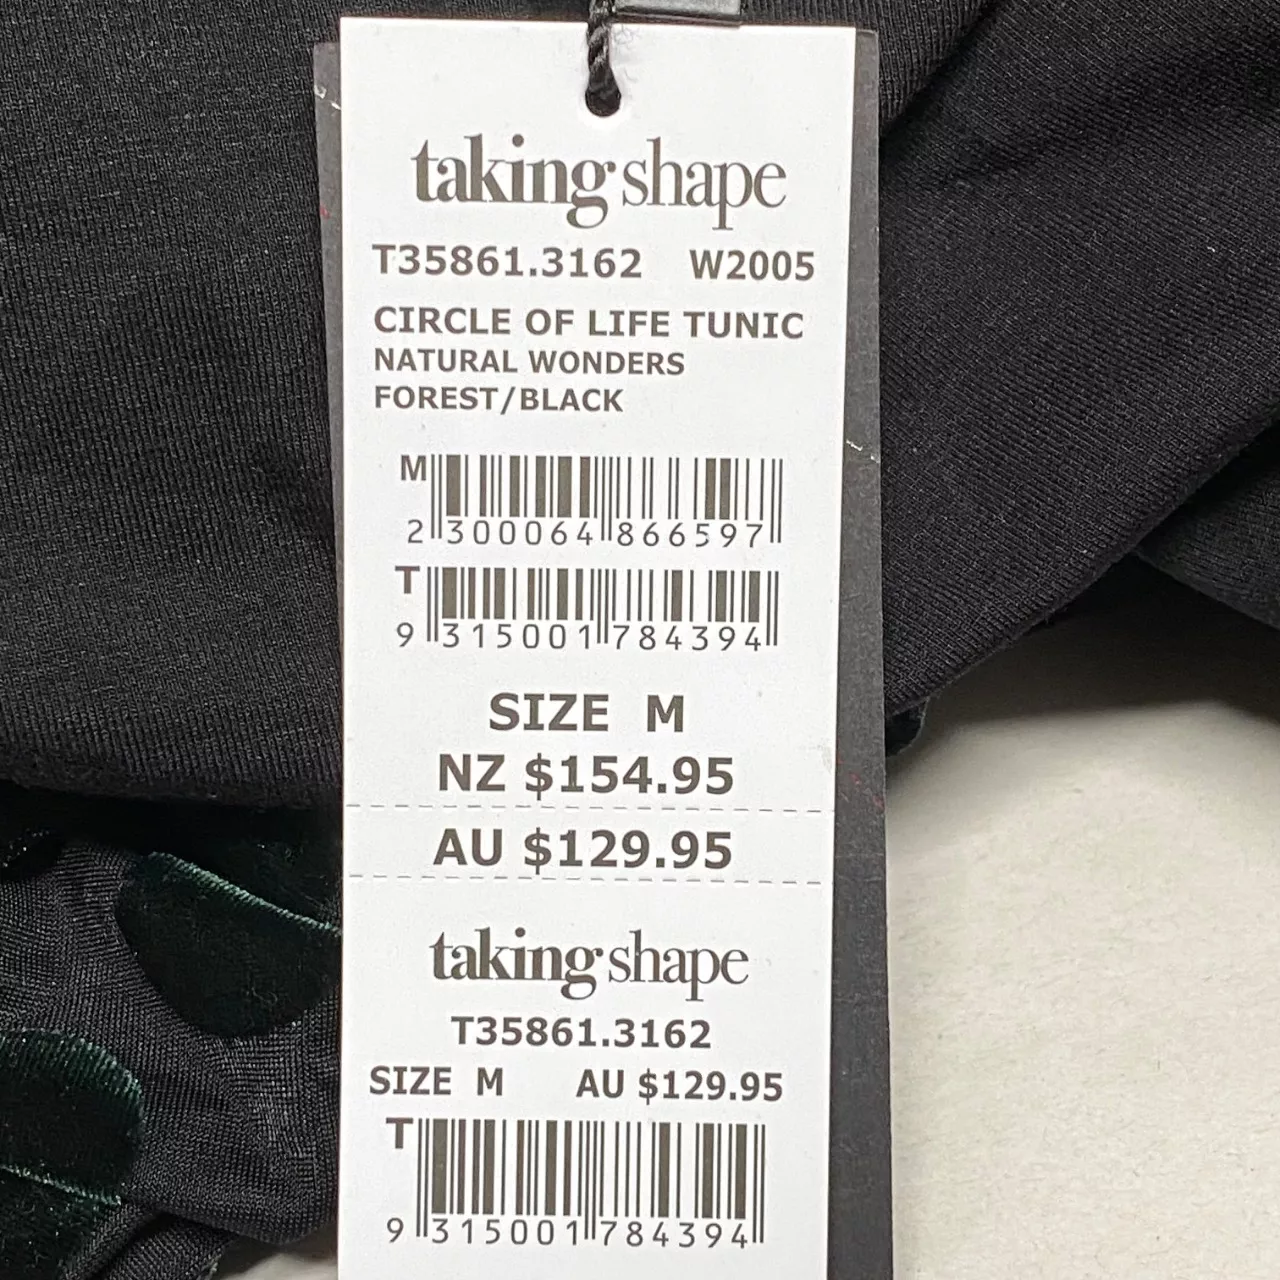 taking shape
T35861.3162 W2005
CIRCLE OF LIFE TUNIC
NATURAL WONDERS
FOREST/BLACK
M
2 300064 866597
T
9 315001 784394
SIZE M
NZ $154.95
AU $129.95
taking shape
T35861.3162
SIZE M AU $129.95
T
9 315001 784394